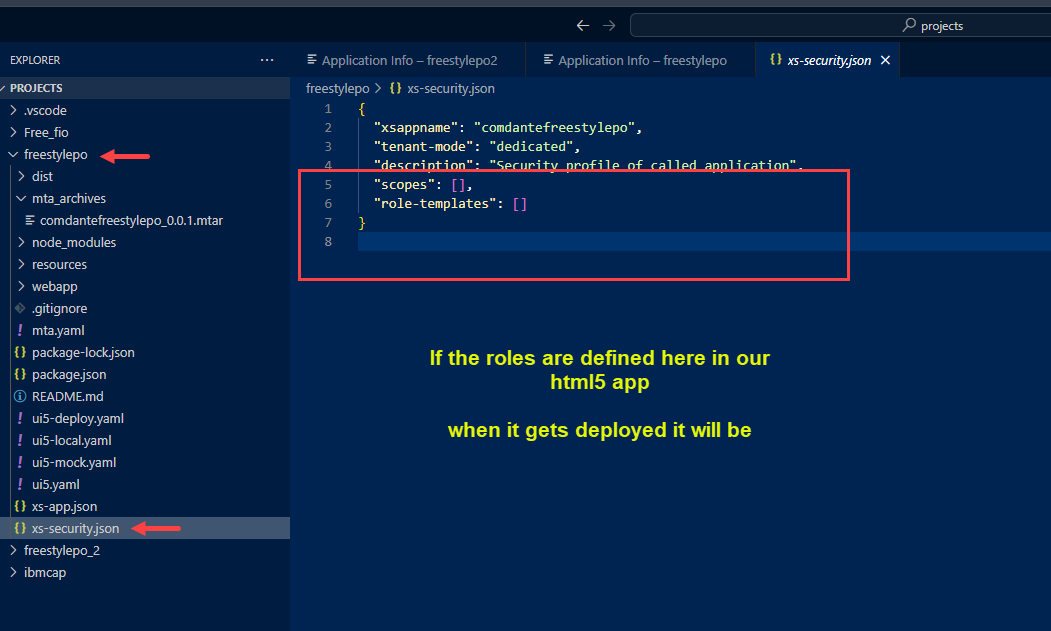 projects
EXPLORER
...
Application Info – freestylepo2
Application Info – freestylepo
{} xs-security.json
PROJECTS
.vscode
Free_fio
freestylepo
dist
mta_archives
comdantefreestylepo_0.0.1.mtar
node_modules
resources
webapp
.gitignore
! mta.yaml
{} package-lock.json
{} package.json
README.md
! ui5-deploy.yaml
! ui5-local.yaml
! ui5-mock.yaml
! ui5.yaml
{} xs-app.json
{} xs-security.json
freestylepo_2
ibmcap
freestylepo > {} xs-security.json
1 {
2 "xsappname": "comdantefreestylepo",
3 "tenant-mode": "dedicated",
4 "description": "Security profile of called application",
5 "scopes": [],
6 "role-templates": []
7 }
8
If the roles are defined here in our
html5 app
when it gets deployed it will be